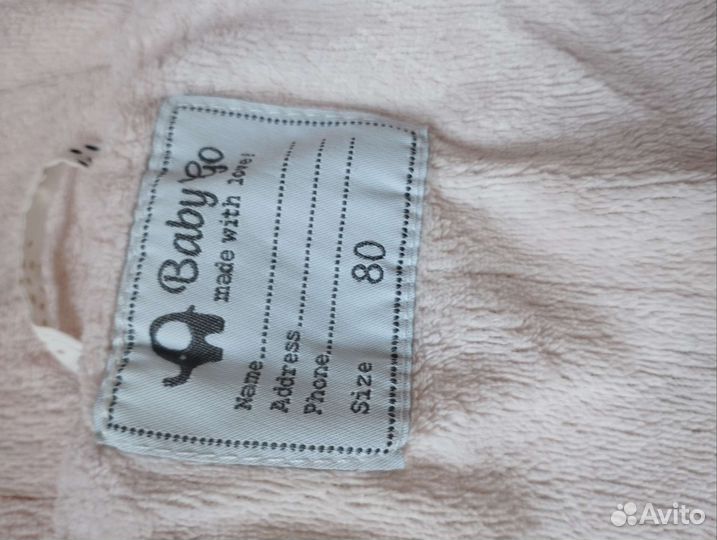 Baby Go
made with love!
Name...............................
Address...........................
Phone..............................
Size 80
Avito